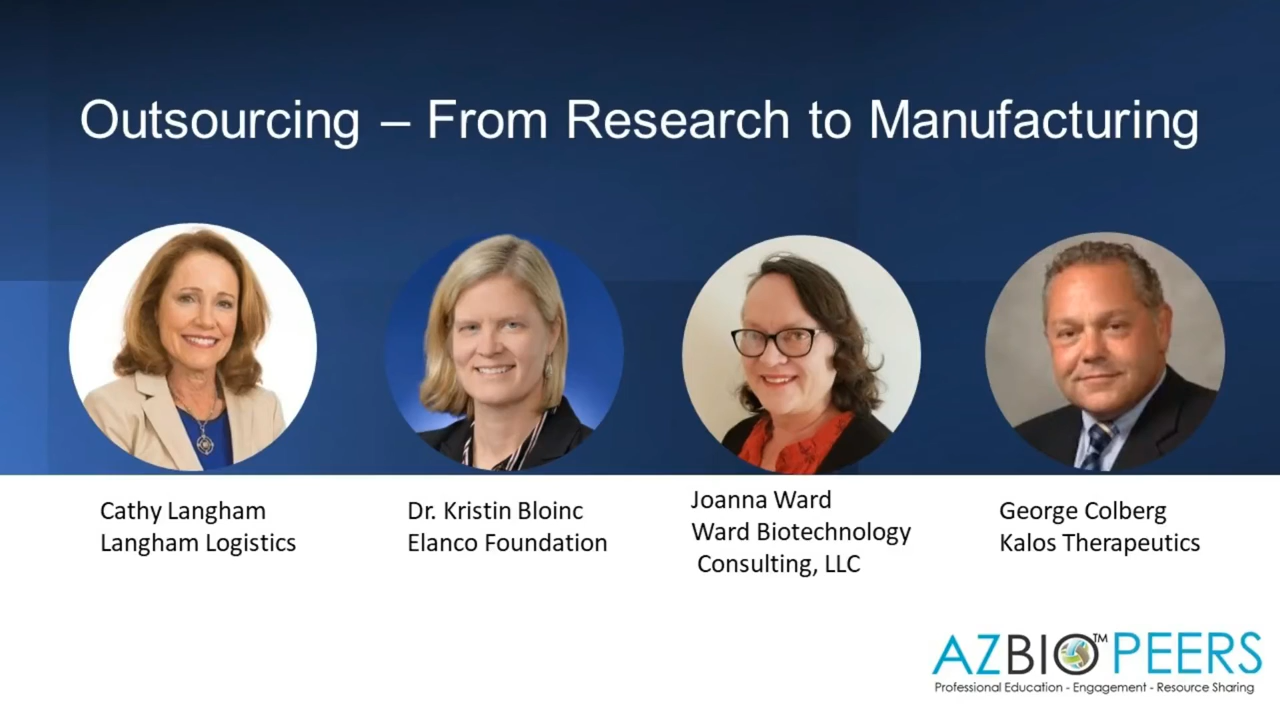 Outsourcing – From Research to Manufacturing
Cathy Langham
Langham Logistics
Dr. Kristin Bloinc
Elanco Foundation
Joanna Ward
Ward Biotechnology
Consulting, LLC
George Colberg
Kalos Therapeutics
AZBIO™PEERS
Professional Education - Engagement - Resource Sharing